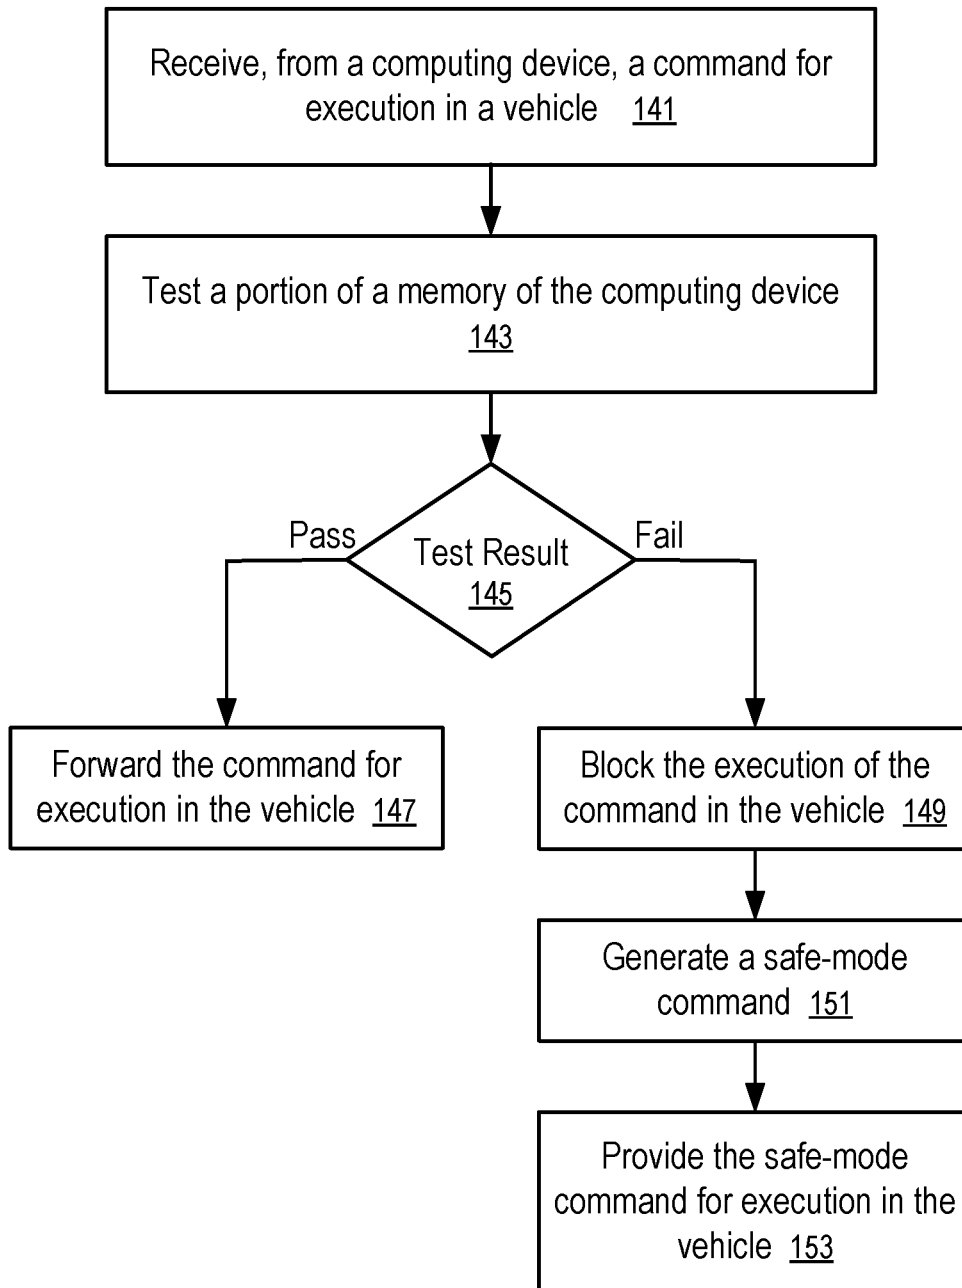 Receive, from a computing device, a command for
execution in a vehicle 141
Test a portion of a memory of the computing device
143
Pass
Fail
Test Result
145
Forward the command for
execution in the vehicle 147
Block the execution of the
command in the vehicle 149
Generate a safe-mode
command 151
Provide the safe-mode
command for execution in the
vehicle 153